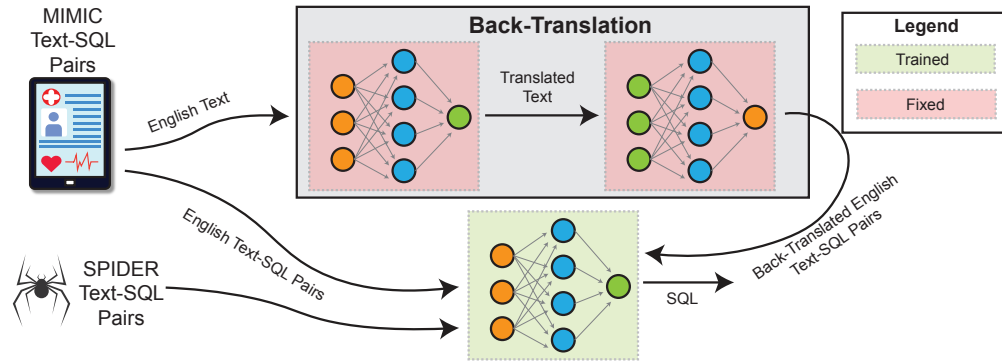 MIMIC
Text-SQL
Pairs
Back-Translation
Legend
Trained
Fixed
English Text
Translated
Text
English Text-SQL Pairs
Back-Translated English
Text-SQL Pairs
SPIDER
Text-SQL
Pairs
SQL